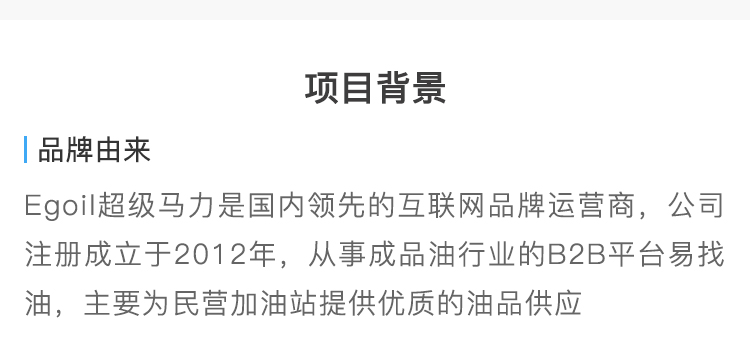 项目背景
品牌由来
Egoil超级马力是国内领先的互联网品牌运营商，公司
注册成立于2012年，从事成品油行业的B2B平台易找
油，主要为民营加油站提供优质的油品供应